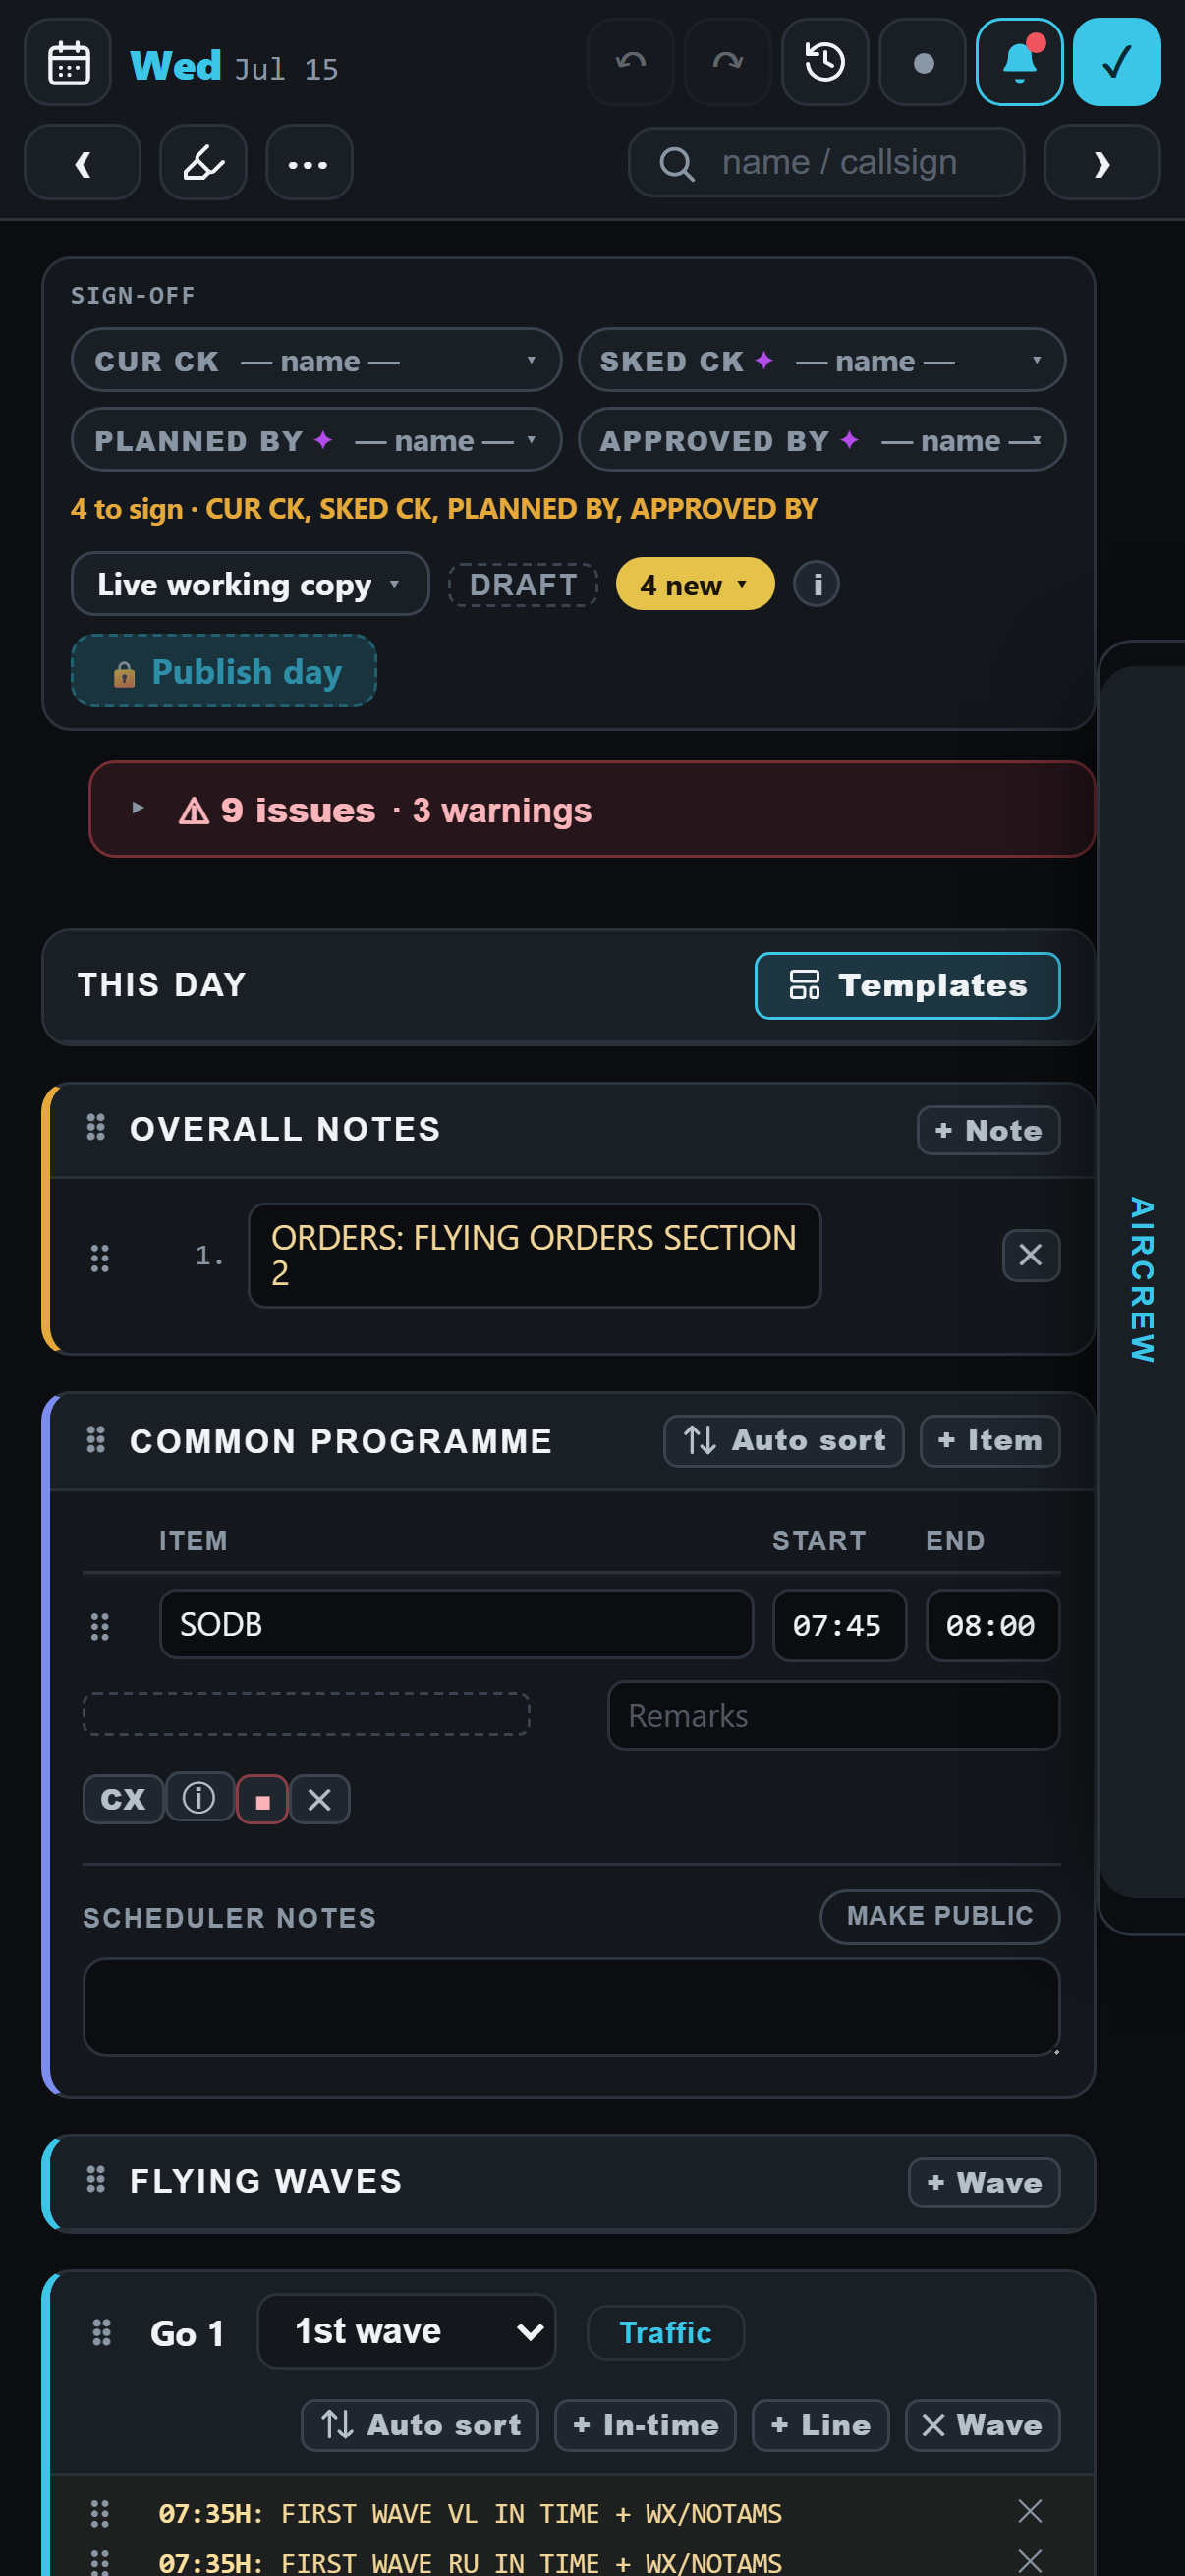 Wed Jul 15
name / callsign
SIGN-OFF
CUR CK — name —
SKED CK — name —
PLANNED BY — name —
APPROVED BY — name —
4 to sign · CUR CK, SKED CK, PLANNED BY, APPROVED BY
Live working copy DRAFT 4 new i
Publish day
9 issues · 3 warnings
THIS DAY Templates
OVERALL NOTES + Note
1. ORDERS: FLYING ORDERS SECTION
2
AIRCREW
COMMON PROGRAMME Auto sort + Item
ITEM START END
SODB 07:45 08:00
Remarks
CX
SCHEDULER NOTES MAKE PUBLIC
FLYING WAVES + Wave
Go 1 1st wave Traffic
Auto sort + In-time + Line × Wave
07:35H: FIRST WAVE VL IN TIME + WX/NOTAMS
07:35H: FIRST WAVE RU IN TIME + WX/NOTAMS